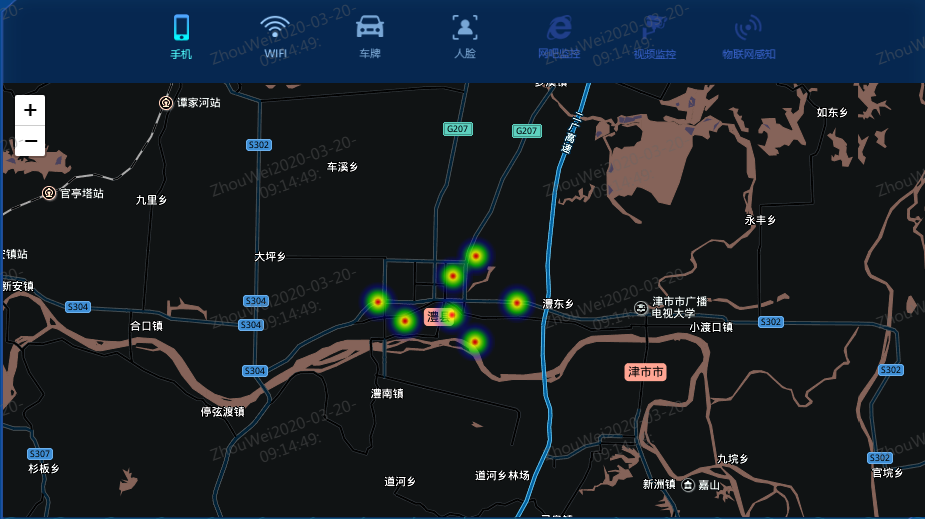 手机
WIFI
车牌
人脸
网吧监控
视频监控
物联网感知
ZhouWei2020-03-20-
09:14:49:
+
−
谭家河站
G207
G207
二广高速
如东乡
S302
车溪乡
官亭塔站
九里乡
永丰乡
大坪乡
安镇站
新安镇
S304
S304
澧东乡
津市市广播
电视大学
合口镇
S304
澧县
S302
小渡口镇
S304
津市市
S302
澧南镇
停弦渡镇
S307
杉板乡
道河乡
道河乡林场
九垸乡
S302
官垸乡
新洲镇
嘉山